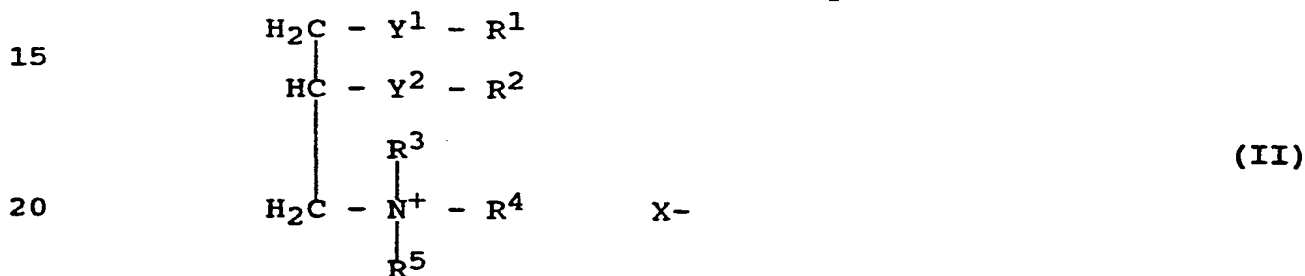 H₂C - Y¹ - R¹
15
HC - Y² - R²
R³
(II)
20 H₂C - N⁺ - R⁴ X-
R⁵